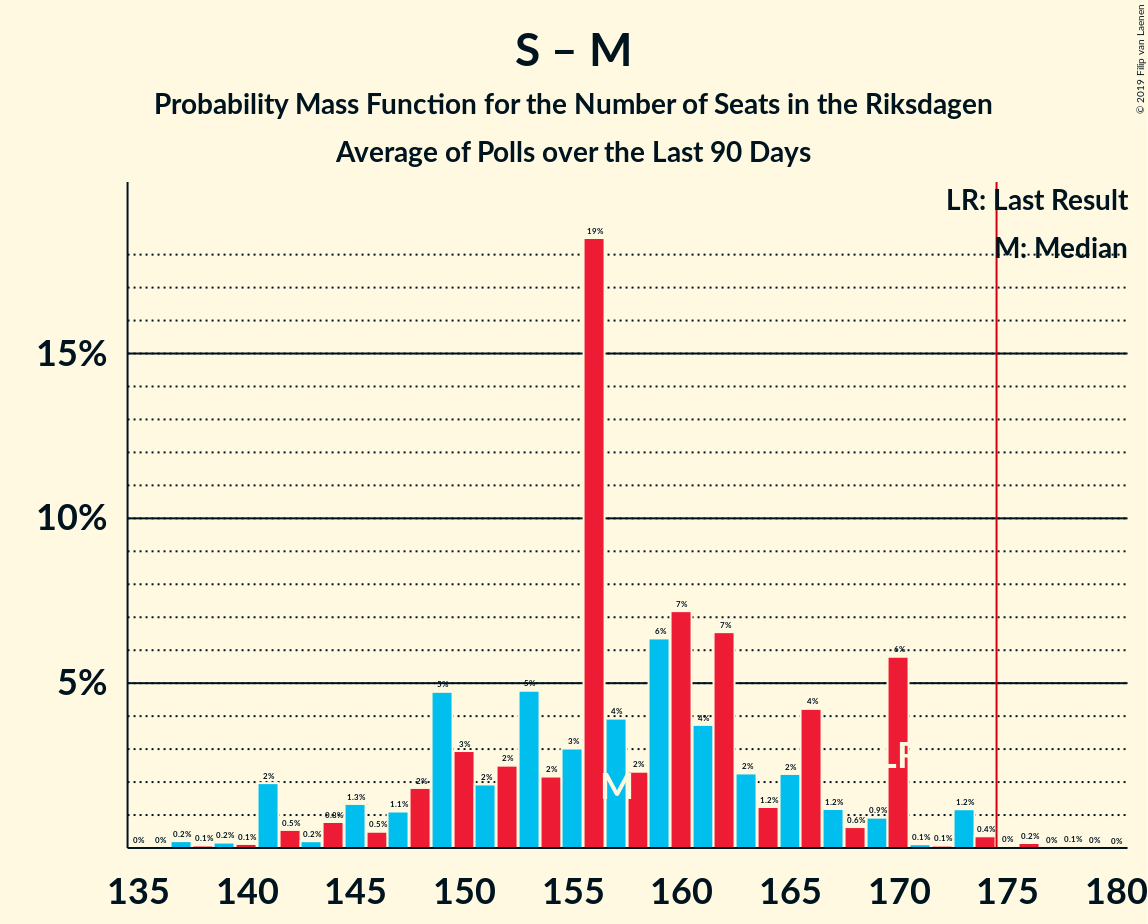 © 2019 Filip van Laenen
S – M
Probability Mass Function for the Number of Seats in the Riksdagen
Average of Polls over the Last 90 Days
LR: Last Result
M: Median
15%
10%
5%
0% 0% 0.2% 0.1% 0.2% 0.1% 2% 0.5% 0.2% 0.8% 1.3% 0.5% 1.1% 2% 5% 3% 2% 2% 5% 2% 3% 19% 4% 2% 6% 7% 4% 7% 2% 1.2% 2% 4% 1.2% 0.6% 0.9% 6% 0.1% 0.1% 1.2% 0.4% 0% 0.2% 0% 0.1% 0% 0%
M
LR
135 140 145 150 155 160 165 170 175 180